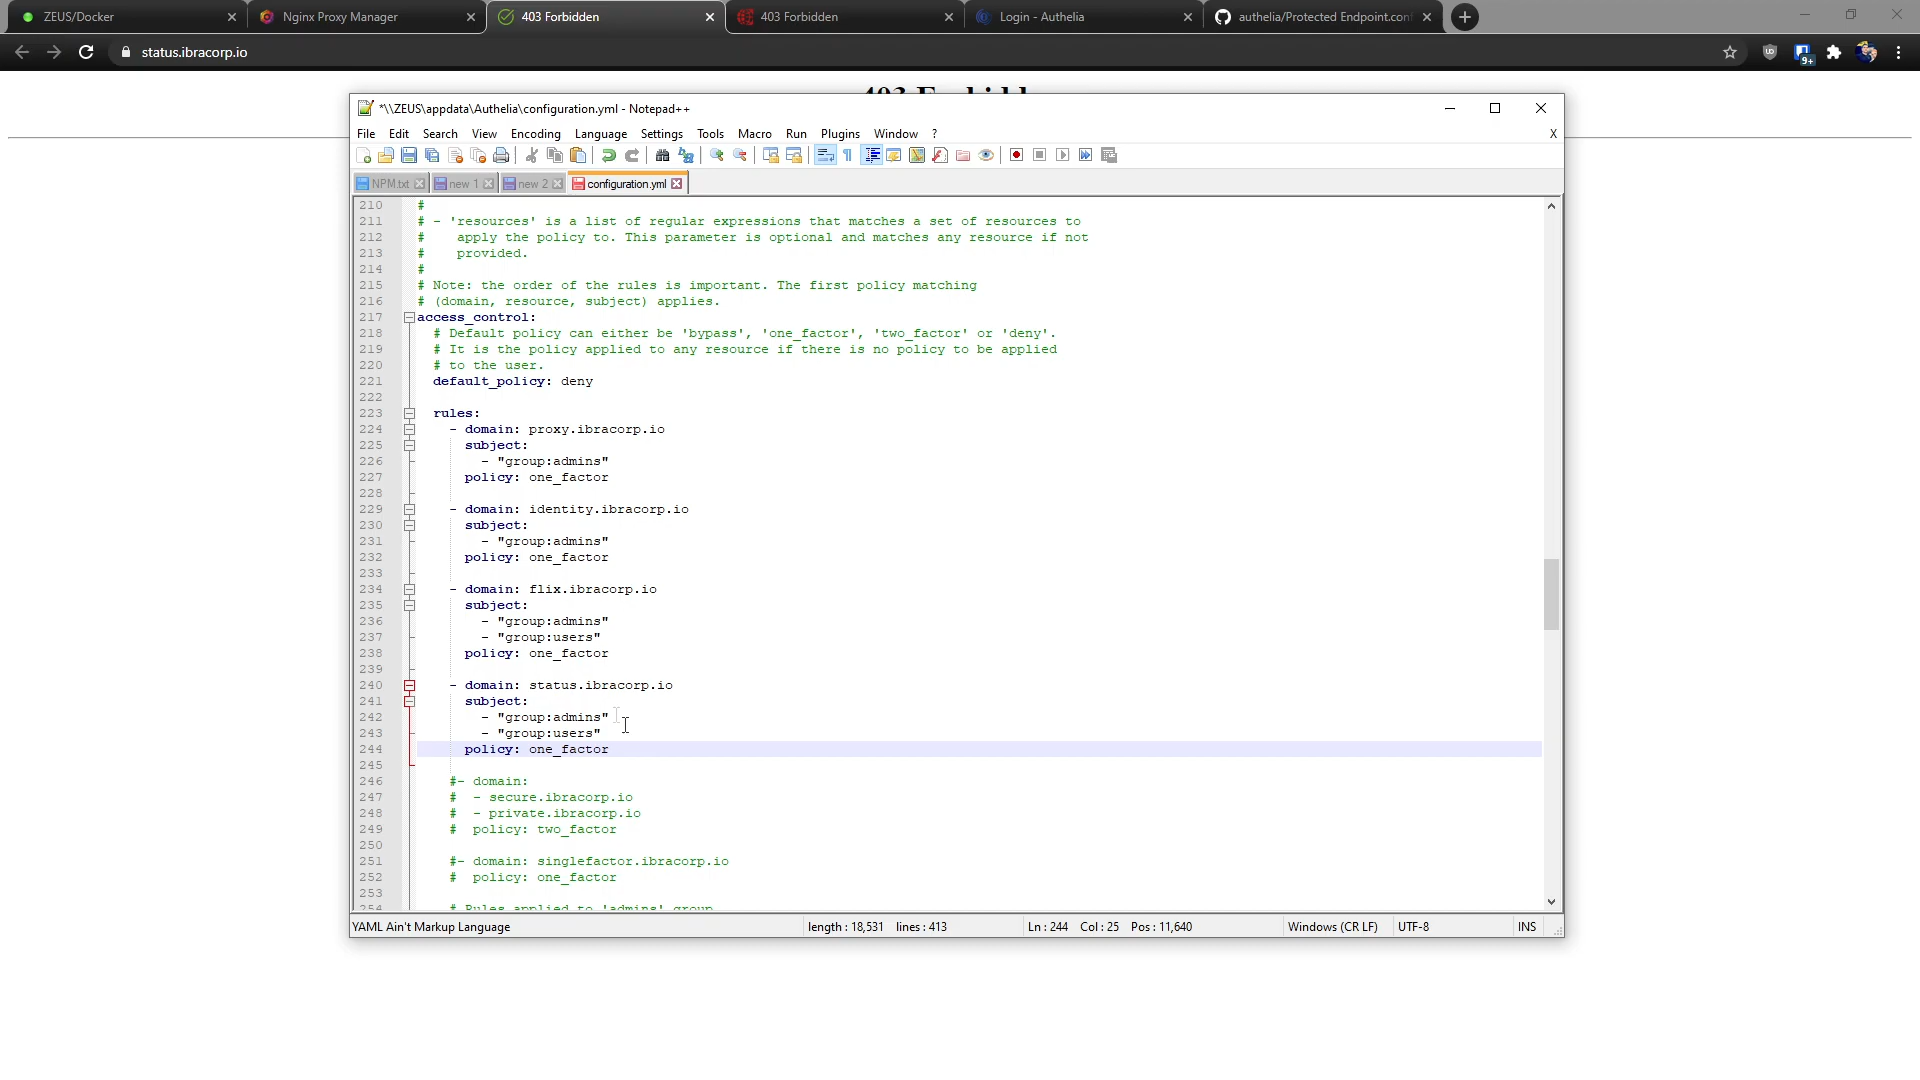 ZEUS/Docker
Nginx Proxy Manager
403 Forbidden
403 Forbidden
Login - Authelia
authelia/Protected Endpoint.conf
status.ibracorp.io
9+
*\\ZEUS\appdata\Authelia\configuration.yml - Notepad++
File Edit Search View Encoding Language Settings Tools Macro Run Plugins Window ? X
NPM.txt new 1 new 2 configuration.yml
210 #
211 # - 'resources' is a list of regular expressions that matches a set of resources to
212 #    apply the policy to. This parameter is optional and matches any resource if not
213 #    provided.
214 #
215 # Note: the order of the rules is important. The first policy matching
216 # (domain, resource, subject) applies.
217 access_control:
218   # Default policy can either be 'bypass', 'one_factor', 'two_factor' or 'deny'.
219   # It is the policy applied to any resource if there is no policy to be applied
220   # to the user.
221   default_policy: deny
222
223   rules:
224     - domain: proxy.ibracorp.io
225       subject:
226         - "group:admins"
227       policy: one_factor
228
229     - domain: identity.ibracorp.io
230       subject:
231         - "group:admins"
232       policy: one_factor
233
234     - domain: flix.ibracorp.io
235       subject:
236         - "group:admins"
237         - "group:users"
238       policy: one_factor
239
240     - domain: status.ibracorp.io
241       subject:
242         - "group:admins"
243         - "group:users"
244       policy: one_factor
245
246     #- domain:
247     #  - secure.ibracorp.io
248     #  - private.ibracorp.io
249     #  policy: two_factor
250
251     #- domain: singlefactor.ibracorp.io
252     #  policy: one_factor
253
254     # Rules applied to 'admins' group
YAML Ain't Markup Language length : 18,531 lines : 413 Ln : 244 Col : 25 Pos : 11,640 Windows (CR LF) UTF-8 INS